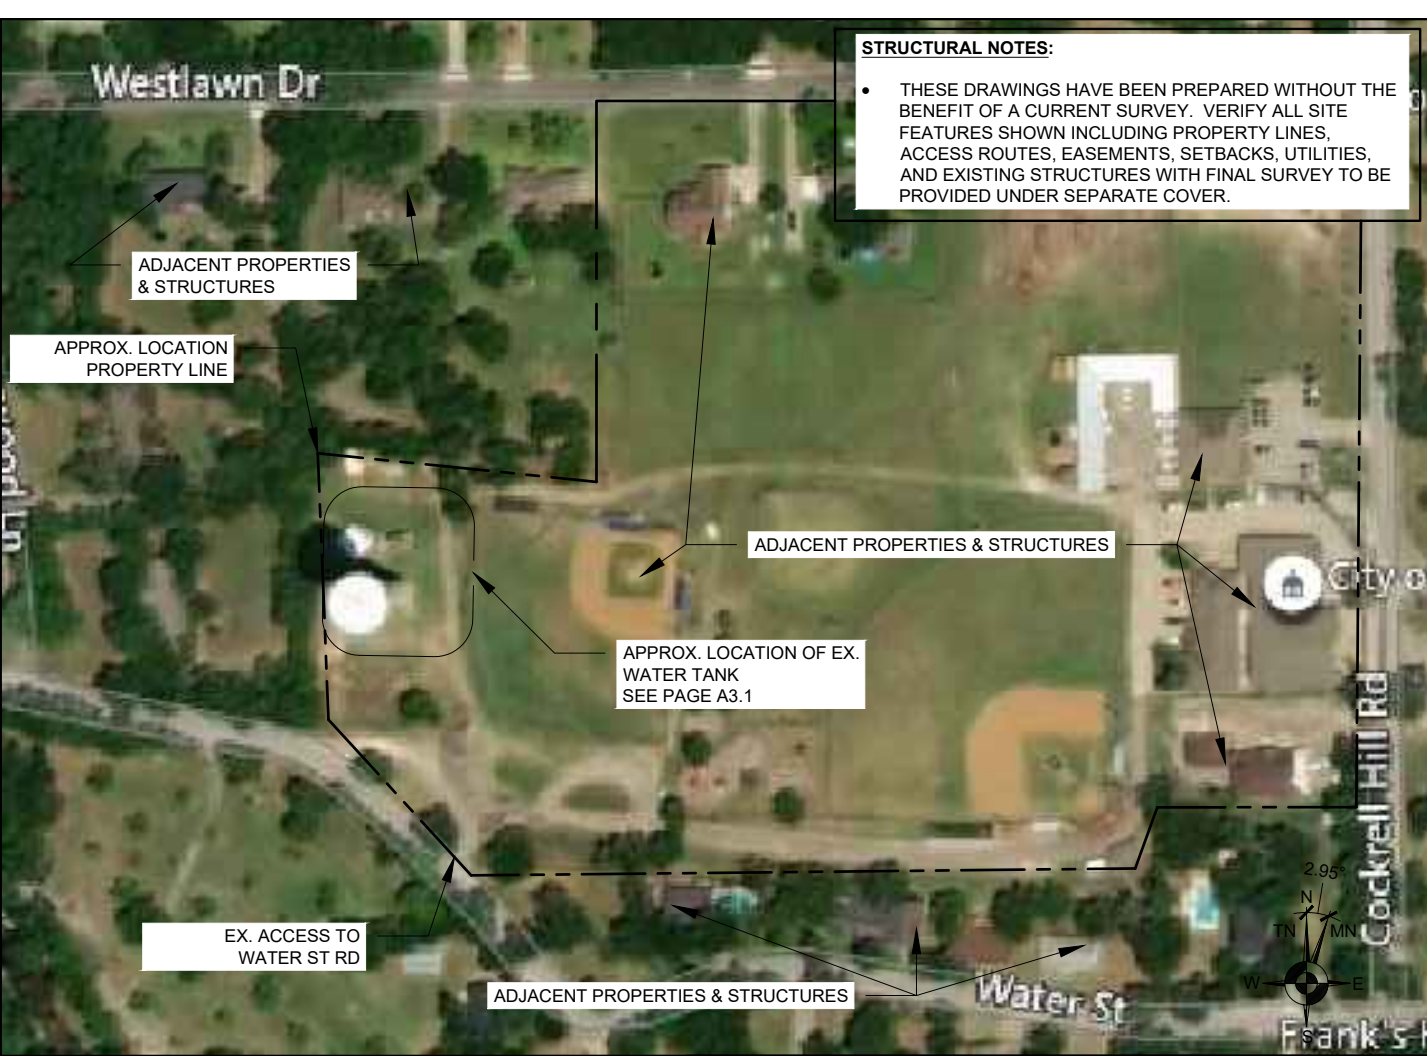 Westlawn Dr
STRUCTURAL NOTES:
• THESE DRAWINGS HAVE BEEN PREPARED WITHOUT THE
BENEFIT OF A CURRENT SURVEY. VERIFY ALL SITE
FEATURES SHOWN INCLUDING PROPERTY LINES,
ACCESS ROUTES, EASEMENTS, SETBACKS, UTILITIES,
AND EXISTING STRUCTURES WITH FINAL SURVEY TO BE
PROVIDED UNDER SEPARATE COVER.
ADJACENT PROPERTIES
& STRUCTURES
APPROX. LOCATION
PROPERTY LINE
ADJACENT PROPERTIES & STRUCTURES
City o
APPROX. LOCATION OF EX.
WATER TANK
SEE PAGE A3.1
Cockrell Hill Rd
EX. ACCESS TO
WATER ST RD
ADJACENT PROPERTIES & STRUCTURES
Water St
2.95°
N
TN
MN
W
E
S
Frank's